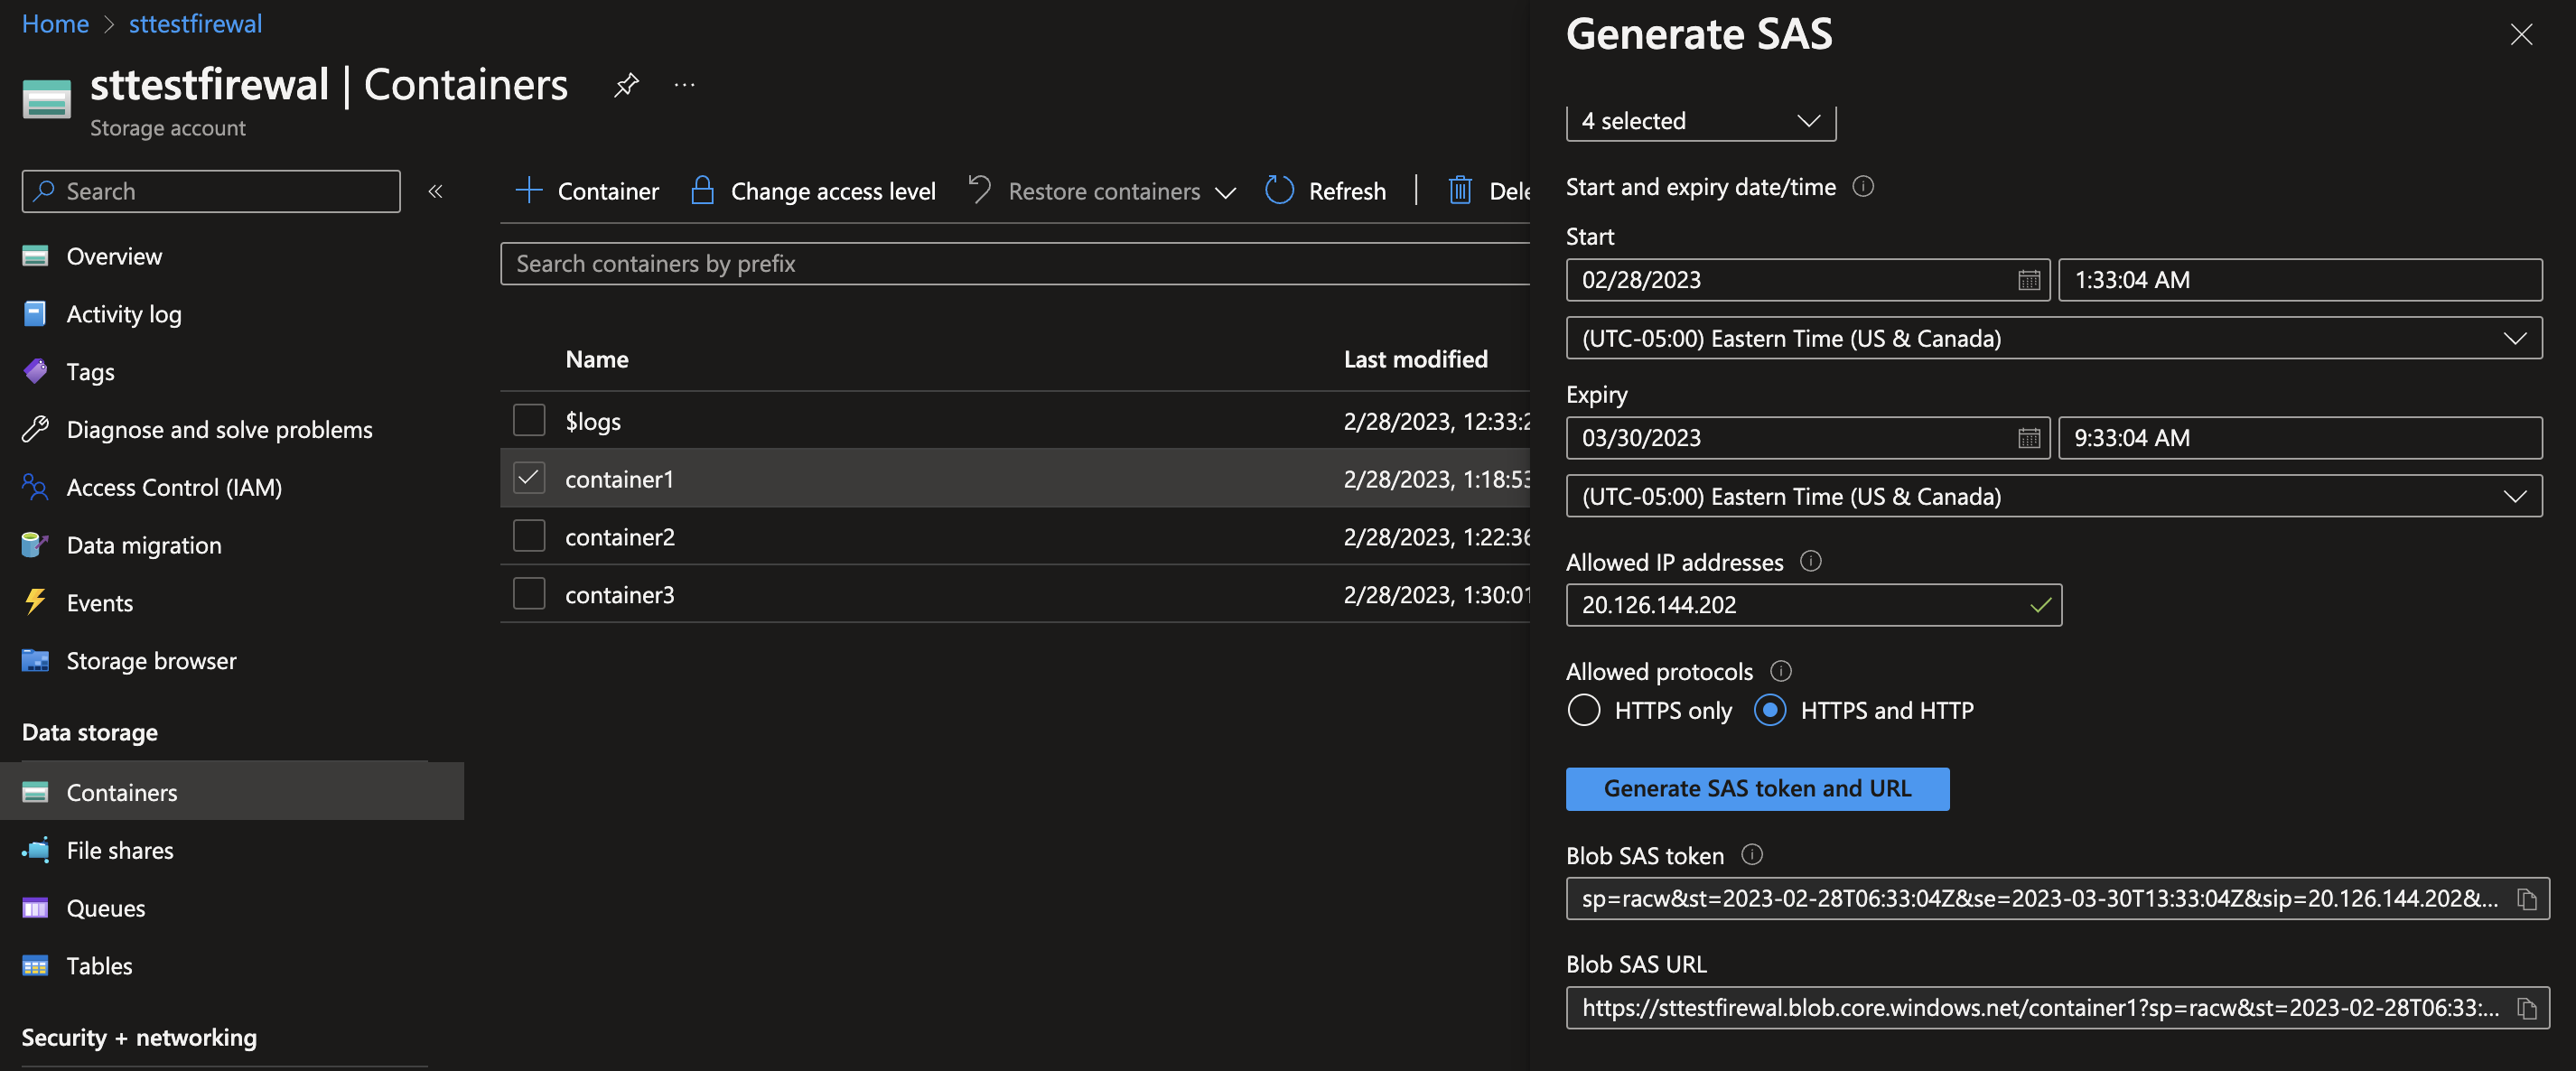 Home > sttestfirewal
sttestfirewal | Containers
Storage account
Search
Overview
Activity log
Tags
Diagnose and solve problems
Access Control (IAM)
Data migration
Events
Storage browser
Data storage
Containers
File shares
Queues
Tables
Security + networking
Container Change access level Restore containers Refresh | Dele
Search containers by prefix
Name Last modified
$logs 2/28/2023, 12:33:2
container1 2/28/2023, 1:18:53
container2 2/28/2023, 1:22:36
container3 2/28/2023, 1:30:01
Generate SAS
4 selected
Start and expiry date/time
Start
02/28/2023 1:33:04 AM
(UTC-05:00) Eastern Time (US & Canada)
Expiry
03/30/2023 9:33:04 AM
(UTC-05:00) Eastern Time (US & Canada)
Allowed IP addresses
20.126.144.202
Allowed protocols
HTTPS only HTTPS and HTTP
Generate SAS token and URL
Blob SAS token
sp=racw&st=2023-02-28T06:33:04Z&se=2023-03-30T13:33:04Z&sip=20.126.144.202&...
Blob SAS URL
https://sttestfirewal.blob.core.windows.net/container1?sp=racw&st=2023-02-28T06:33:...